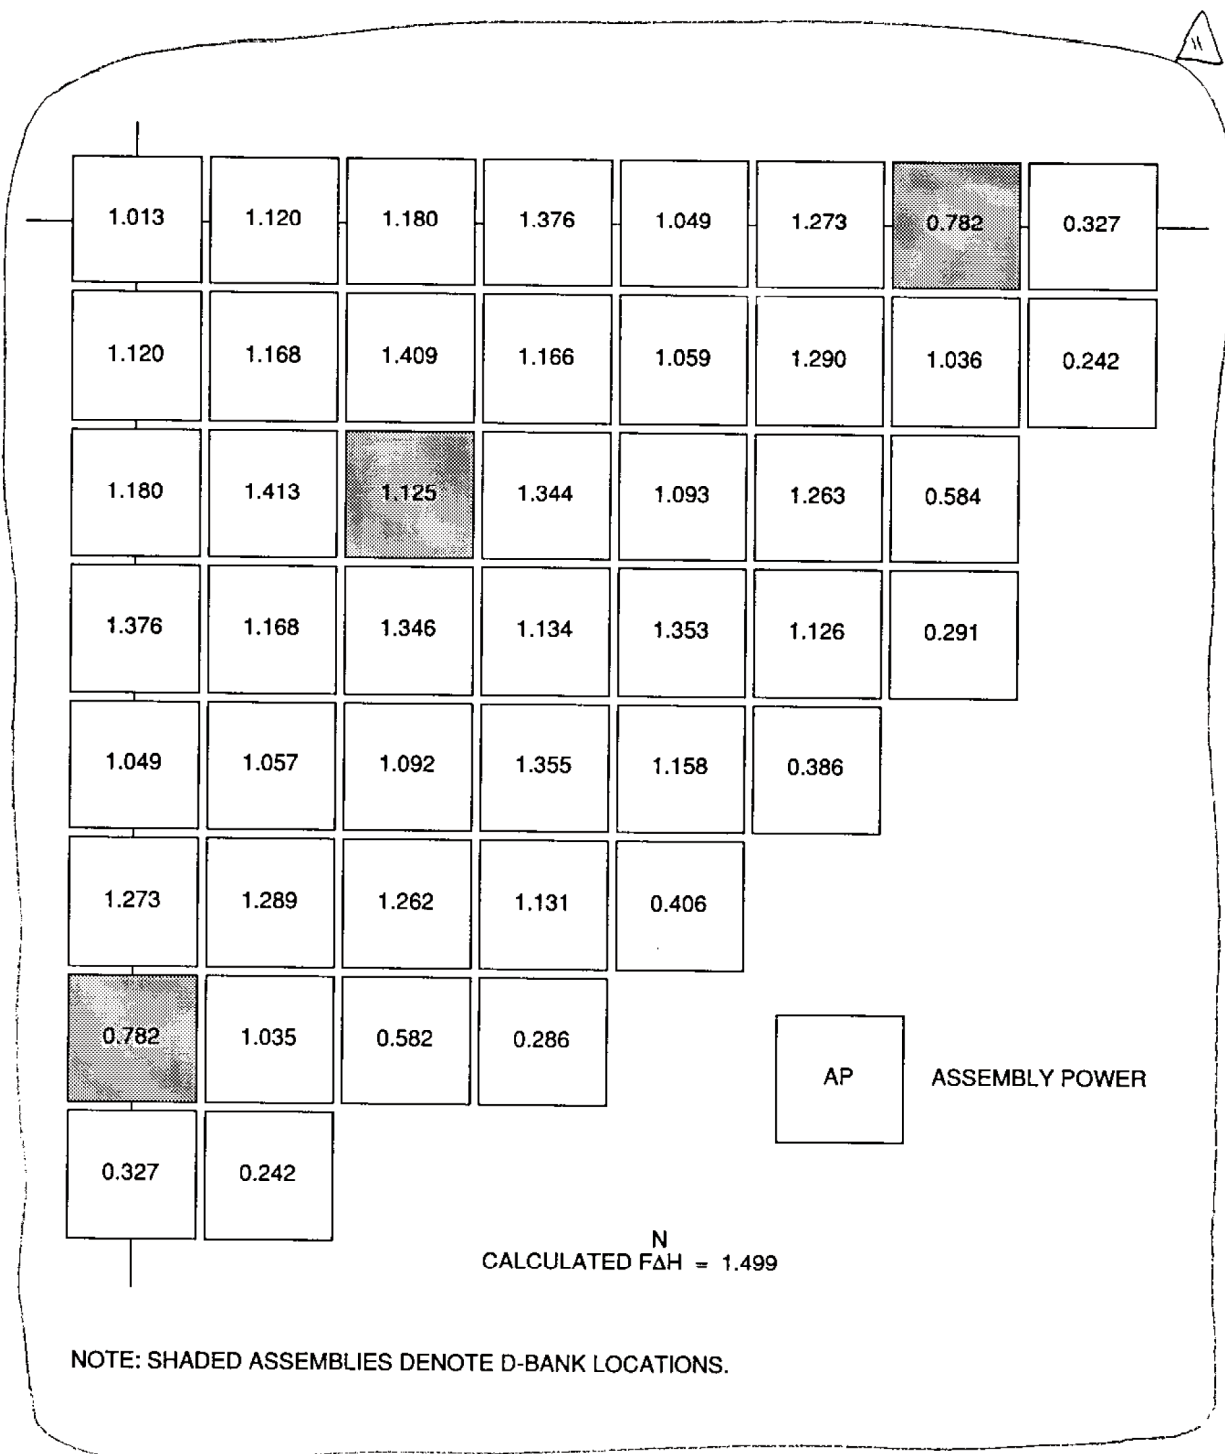 11
1.013 1.120 1.180 1.376 1.049 1.273 0.782 0.327
1.120 1.168 1.409 1.166 1.059 1.290 1.036 0.242
1.180 1.413 1.125 1.344 1.093 1.263 0.584
1.376 1.168 1.346 1.134 1.353 1.126 0.291
1.049 1.057 1.092 1.355 1.158 0.386
1.273 1.289 1.262 1.131 0.406
0.782 1.035 0.582 0.286
AP ASSEMBLY POWER
0.327 0.242
N
CALCULATED FΔH = 1.499
NOTE: SHADED ASSEMBLIES DENOTE D-BANK LOCATIONS.